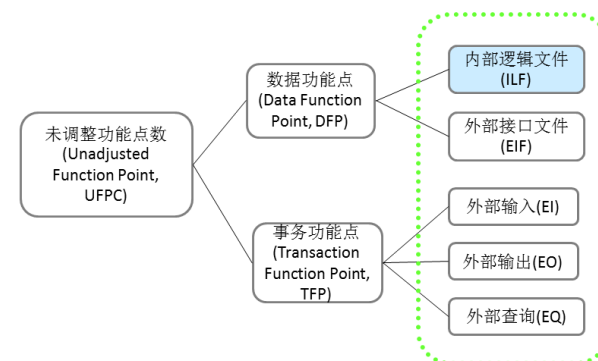 未调整功能点数
(Unadjusted
Function Point,
UFPC)
数据功能点
(Data Function
Point, DFP)
内部逻辑文件
(ILF)
外部接口文件
(EIF)
事务功能点
(Transaction
Function Point,
TFP)
外部输入(EI)
外部输出(EO)
外部查询(EQ)